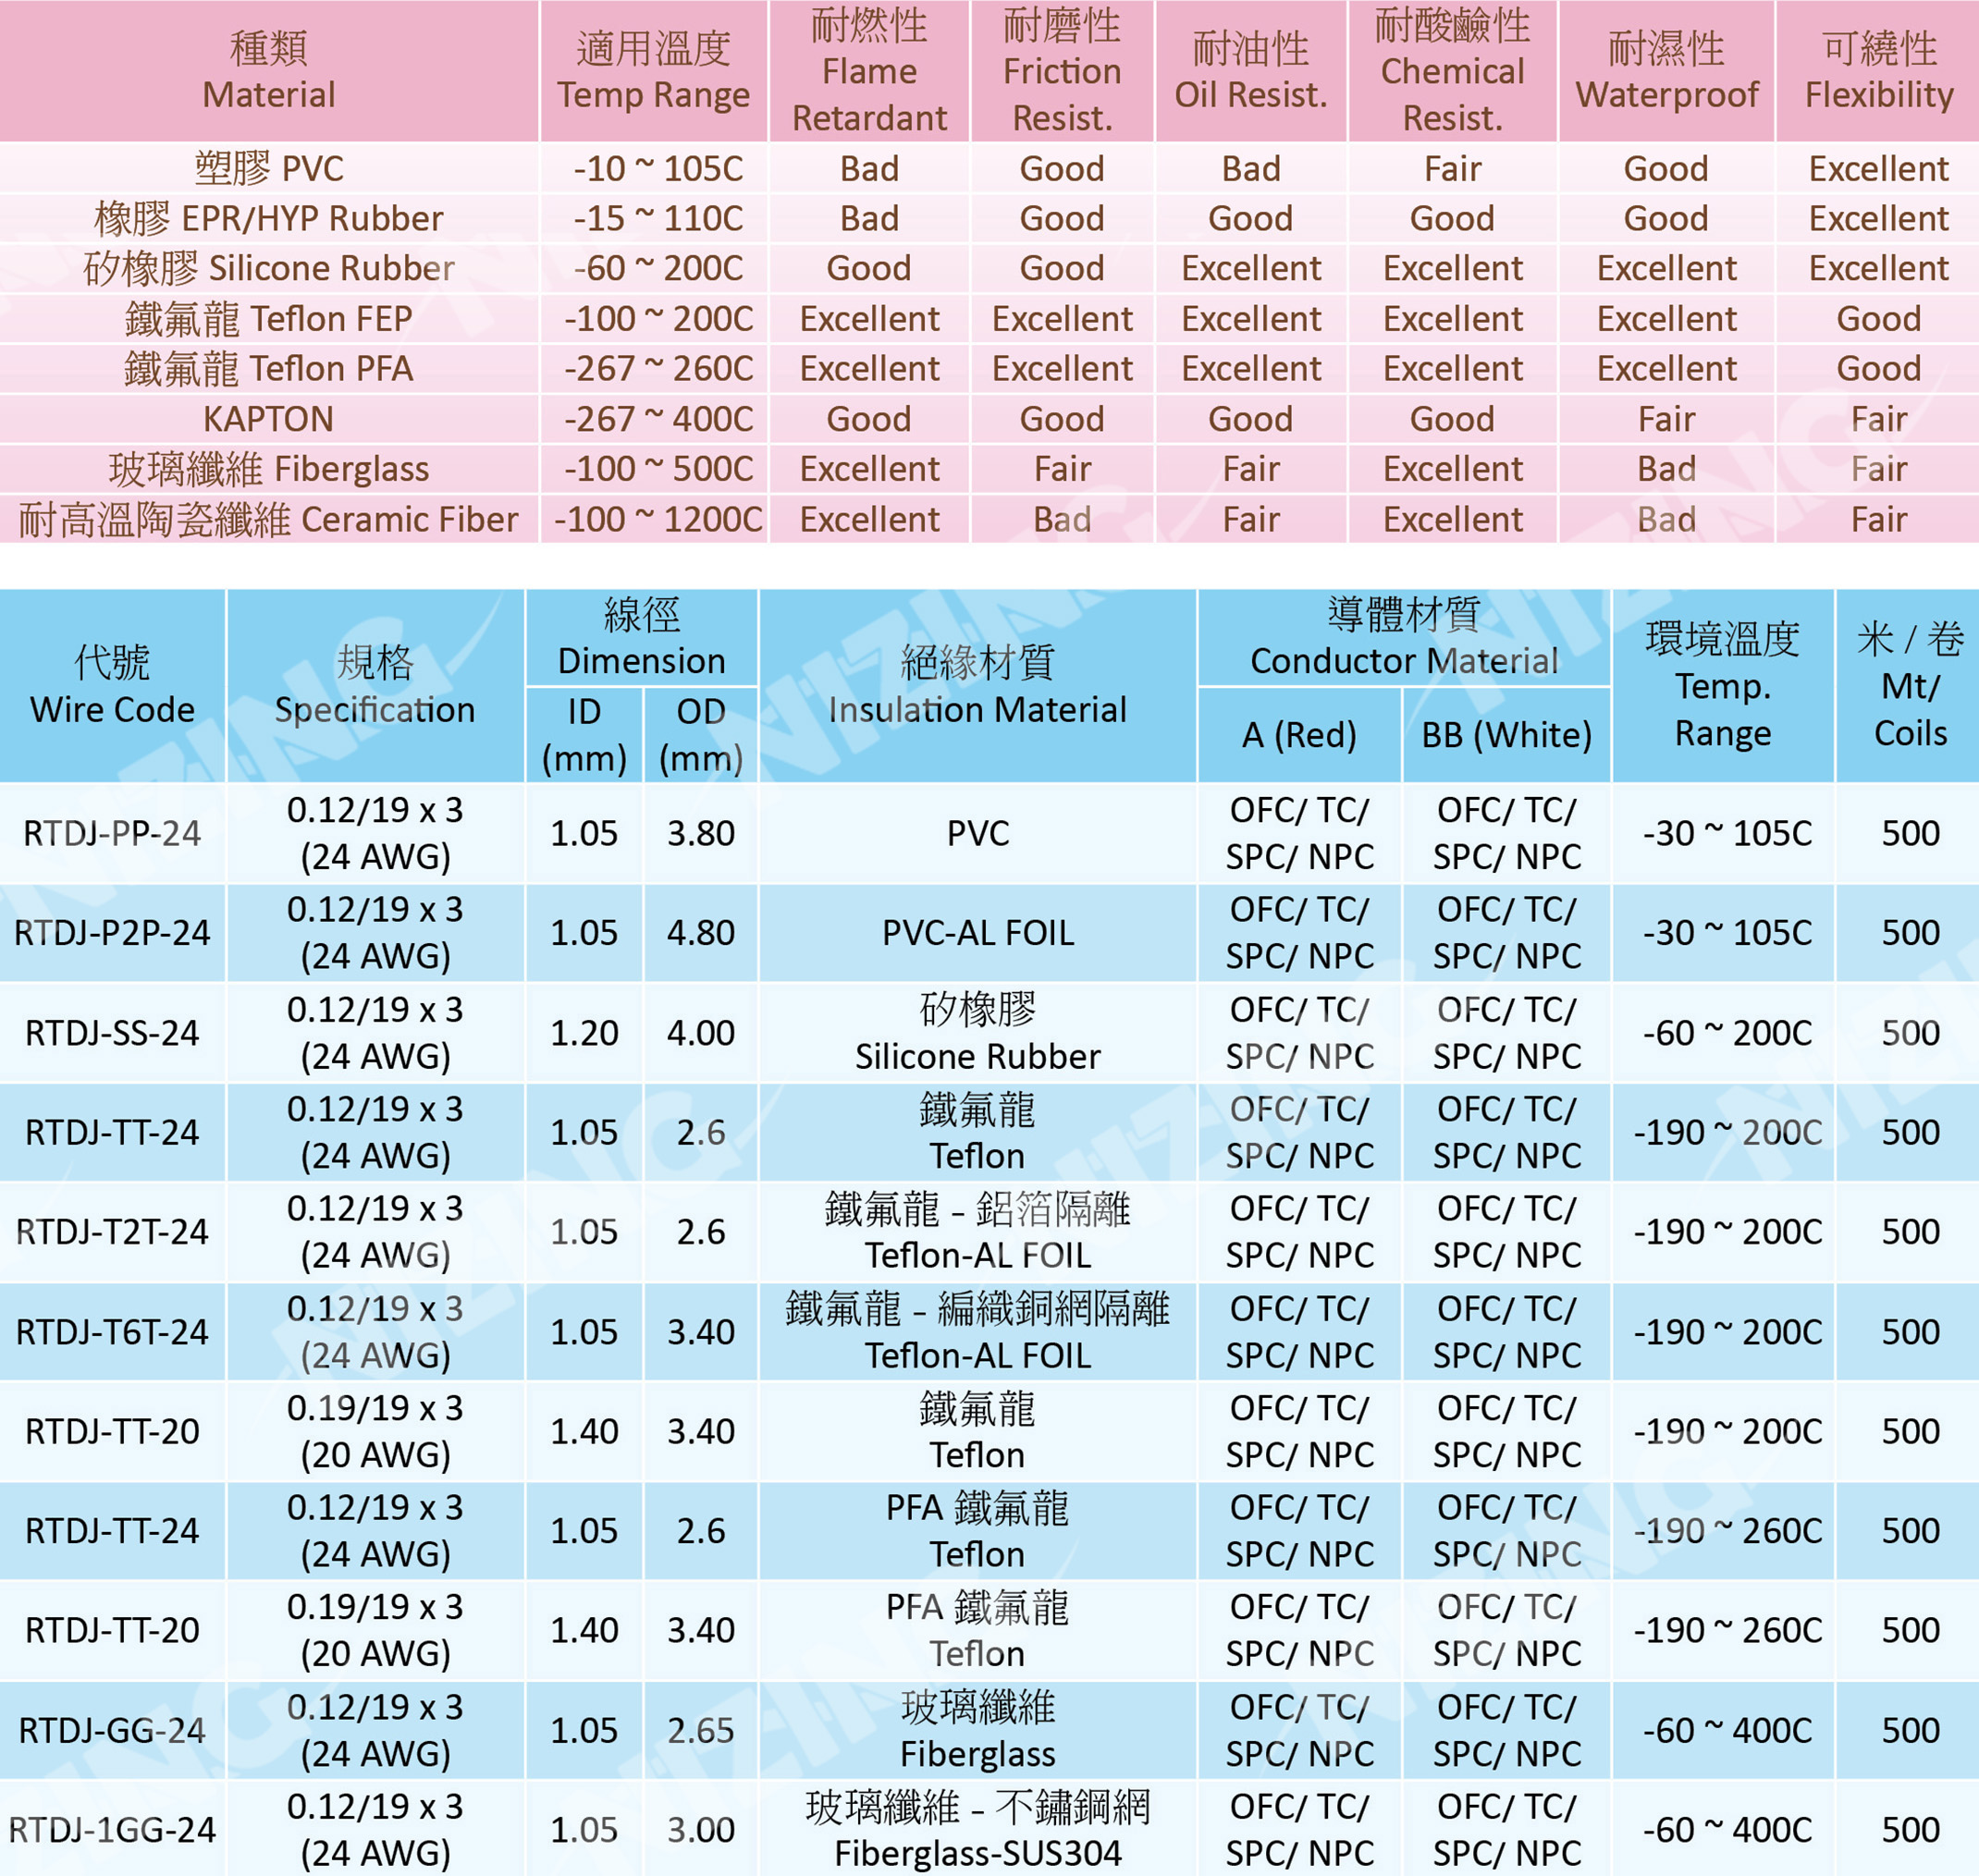 種類 適用溫度 耐燃性 耐磨性 耐油性 耐酸鹼性 耐濕性 可繞性
Material Temp Range Flame Retardant Friction Resist. Oil Resist. Chemical Resist. Waterproof Flexibility
塑膠 PVC -10 ~ 105C Bad Good Bad Fair Good Excellent
橡膠 EPR/HYP Rubber -15 ~ 110C Bad Good Good Good Good Excellent
矽橡膠 Silicone Rubber -60 ~ 200C Good Good Excellent Excellent Excellent Excellent
鐵氟龍 Teflon FEP -100 ~ 200C Excellent Excellent Excellent Excellent Excellent Good
鐵氟龍 Teflon PFA -267 ~ 260C Excellent Excellent Excellent Excellent Excellent Good
KAPTON -267 ~ 400C Good Good Good Good Fair Fair
玻璃纖維 Fiberglass -100 ~ 500C Excellent Fair Fair Excellent Bad Fair
耐高溫陶瓷纖維 Ceramic Fiber -100 ~ 1200C Excellent Bad Fair Excellent Bad Fair
代號 規格 線徑 絕緣材質 導體材質 環境溫度 米 / 卷
Wire Code Specification Dimension Insulation Material Conductor Material Temp. Range Mt/ Coils
ID (mm) OD (mm) A (Red) BB (White)
RTDJ-PP-24 0.12/19 x 3 (24 AWG) 1.05 3.80 PVC OFC/ TC/ SPC/ NPC OFC/ TC/ SPC/ NPC -30 ~ 105C 500
RTDJ-P2P-24 0.12/19 x 3 (24 AWG) 1.05 4.80 PVC-AL FOIL OFC/ TC/ SPC/ NPC OFC/ TC/ SPC/ NPC -30 ~ 105C 500
RTDJ-SS-24 0.12/19 x 3 (24 AWG) 1.20 4.00 矽橡膠 Silicone Rubber OFC/ TC/ SPC/ NPC OFC/ TC/ SPC/ NPC -60 ~ 200C 500
RTDJ-TT-24 0.12/19 x 3 (24 AWG) 1.05 2.6 鐵氟龍 Teflon OFC/ TC/ SPC/ NPC OFC/ TC/ SPC/ NPC -190 ~ 200C 500
RTDJ-T2T-24 0.12/19 x 3 (24 AWG) 1.05 2.6 鐵氟龍 - 鋁箔隔離 Teflon-AL FOIL OFC/ TC/ SPC/ NPC OFC/ TC/ SPC/ NPC -190 ~ 200C 500
RTDJ-T6T-24 0.12/19 x 3 (24 AWG) 1.05 3.40 鐵氟龍 - 編織銅網隔離 Teflon-AL FOIL OFC/ TC/ SPC/ NPC OFC/ TC/ SPC/ NPC -190 ~ 200C 500
RTDJ-TT-20 0.19/19 x 3 (20 AWG) 1.40 3.40 鐵氟龍 Teflon OFC/ TC/ SPC/ NPC OFC/ TC/ SPC/ NPC -190 ~ 200C 500
RTDJ-TT-24 0.12/19 x 3 (24 AWG) 1.05 2.6 PFA 鐵氟龍 Teflon OFC/ TC/ SPC/ NPC OFC/ TC/ SPC/ NPC -190 ~ 260C 500
RTDJ-TT-20 0.19/19 x 3 (20 AWG) 1.40 3.40 PFA 鐵氟龍 Teflon OFC/ TC/ SPC/ NPC OFC/ TC/ SPC/ NPC -190 ~ 260C 500
RTDJ-GG-24 0.12/19 x 3 (24 AWG) 1.05 2.65 玻璃纖維 Fiberglass OFC/ TC/ SPC/ NPC OFC/ TC/ SPC/ NPC -60 ~ 400C 500
RTDJ-1GG-24 0.12/19 x 3 (24 AWG) 1.05 3.00 玻璃纖維 - 不鏽鋼網 Fiberglass-SUS304 OFC/ TC/ SPC/ NPC OFC/ TC/ SPC/ NPC -60 ~ 400C 500
NIZING